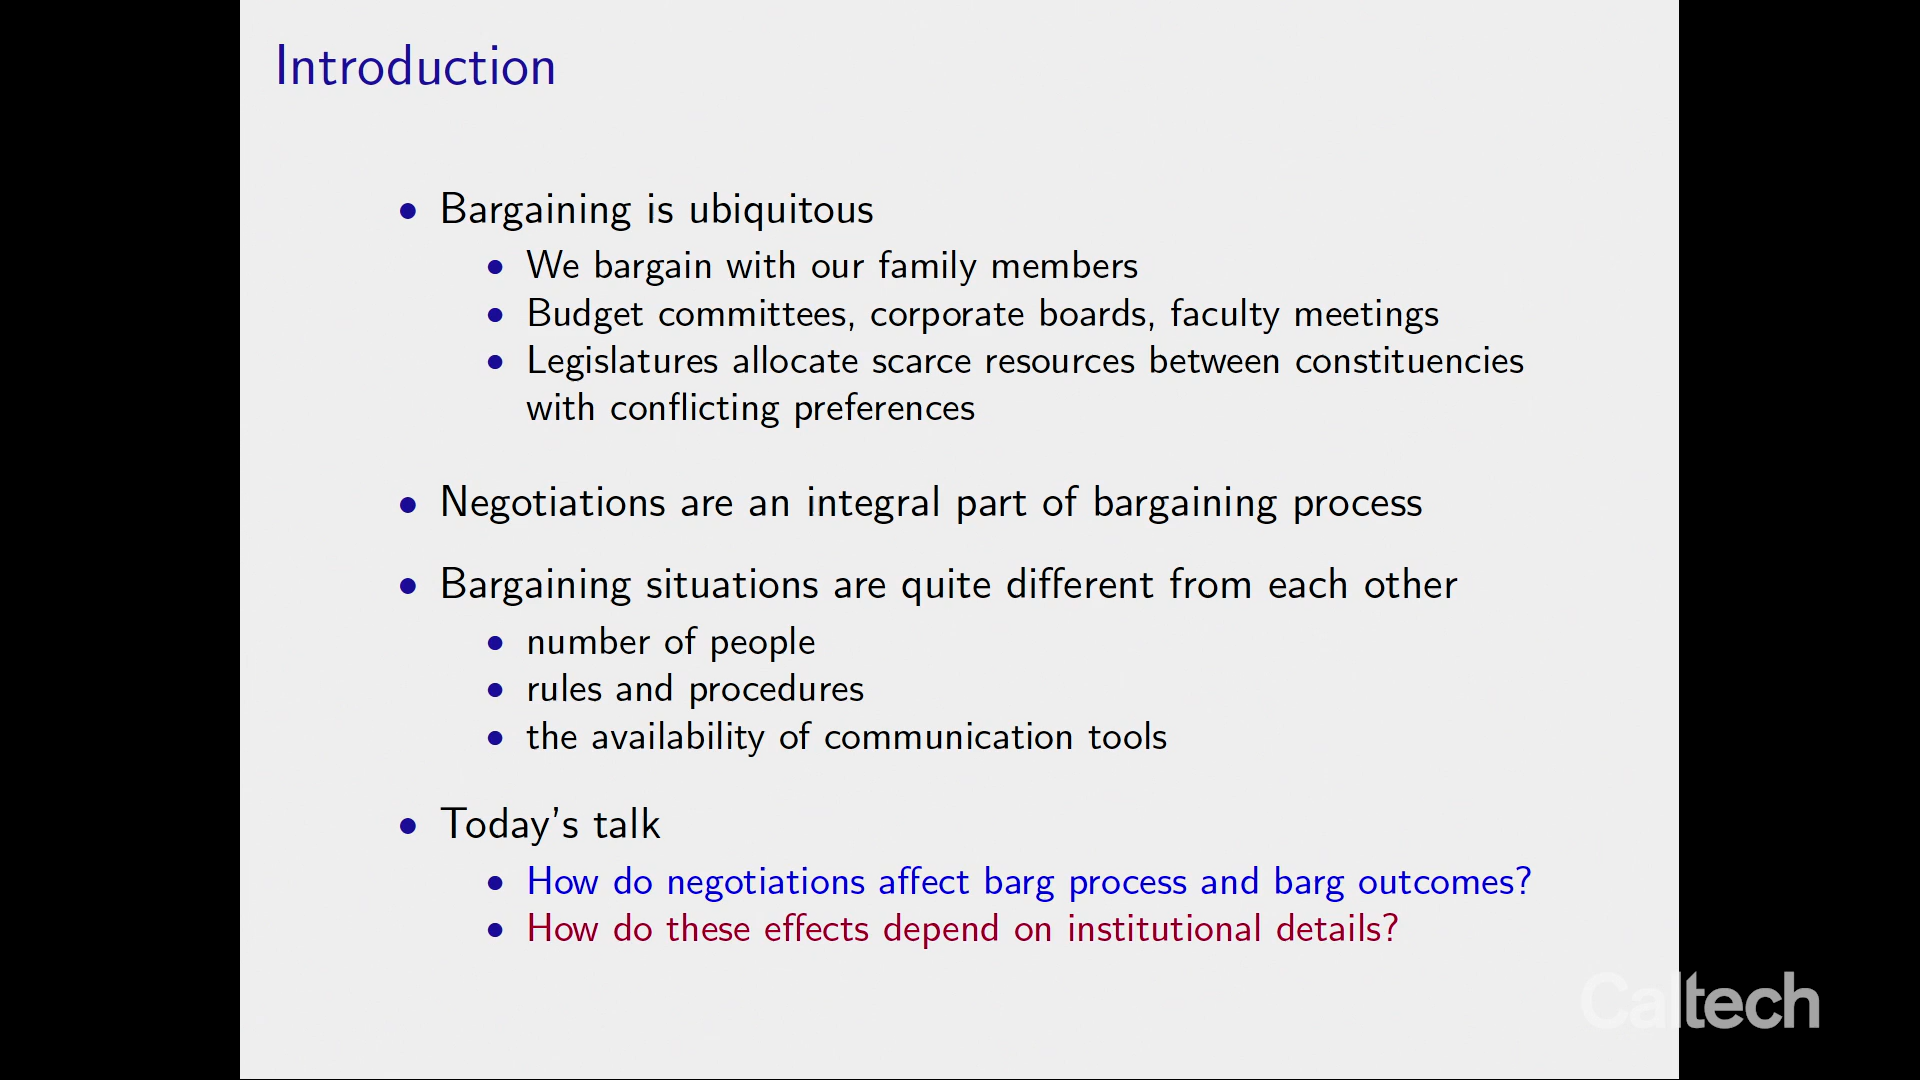 Introduction
• Bargaining is ubiquitous
• We bargain with our family members
• Budget committees, corporate boards, faculty meetings
• Legislatures allocate scarce resources between constituencies
with conflicting preferences
• Negotiations are an integral part of bargaining process
• Bargaining situations are quite different from each other
• number of people
• rules and procedures
• the availability of communication tools
• Today's talk
• How do negotiations affect barg process and barg outcomes?
• How do these effects depend on institutional details?
Caltech